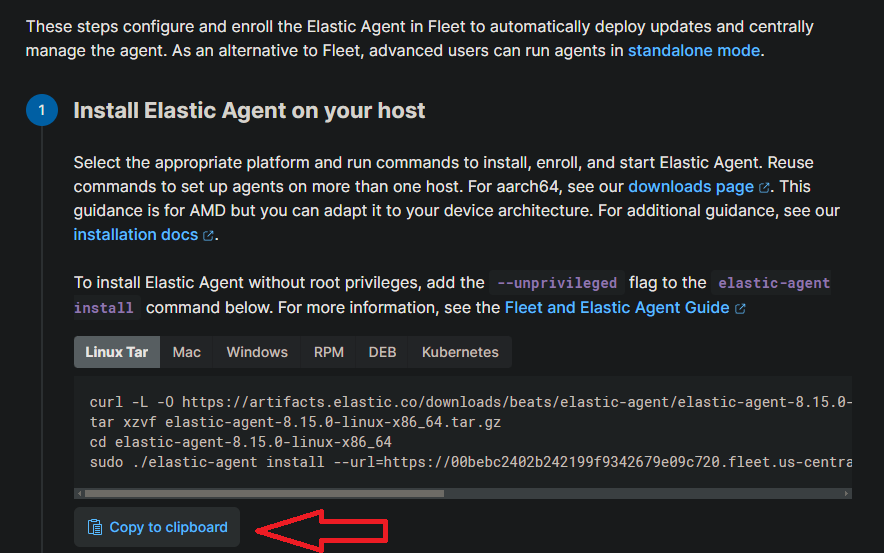 These steps configure and enroll the Elastic Agent in Fleet to automatically deploy updates and centrally
manage the agent. As an alternative to Fleet, advanced users can run agents in standalone mode.
1 Install Elastic Agent on your host
Select the appropriate platform and run commands to install, enroll, and start Elastic Agent. Reuse
commands to set up agents on more than one host. For aarch64, see our downloads page. This
guidance is for AMD but you can adapt it to your device architecture. For additional guidance, see our
installation docs.
To install Elastic Agent without root privileges, add the --unprivileged flag to the elastic-agent
install command below. For more information, see the Fleet and Elastic Agent Guide
Linux Tar Mac Windows RPM DEB Kubernetes
curl -L -O https://artifacts.elastic.co/downloads/beats/elastic-agent/elastic-agent-8.15.0-
tar xzvf elastic-agent-8.15.0-linux-x86_64.tar.gz
cd elastic-agent-8.15.0-linux-x86_64
sudo ./elastic-agent install --url=https://00bebc2402b242199f9342679e09c720.fleet.us-centra
Copy to clipboard